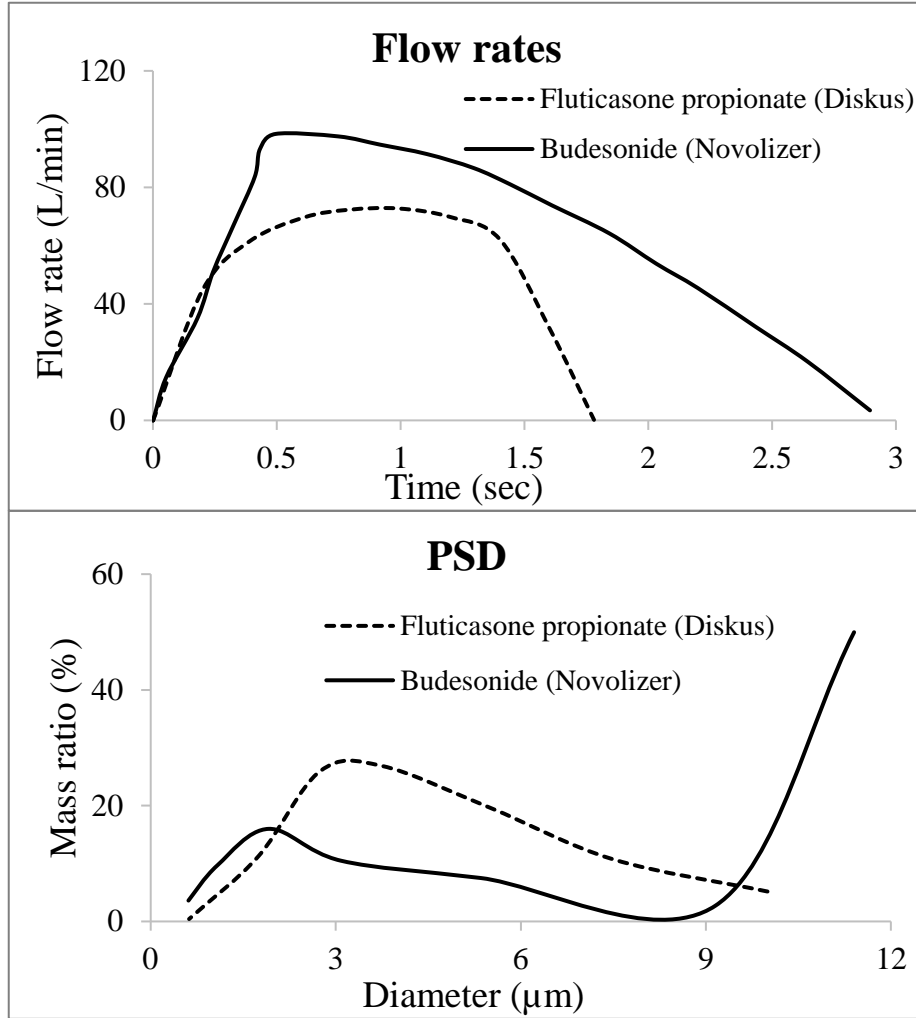 Flow rates
120
Fluticasone propionate (Diskus)
Budesonide (Novolizer)
80
40
0
Flow rate (L/min)
0 0.5 1 1.5 2 2.5 3
Time (sec)
PSD
60
Fluticasone propionate (Diskus)
Budesonide (Novolizer)
40
20
0
Mass ratio (%)
0 3 6 9 12
Diameter (µm)